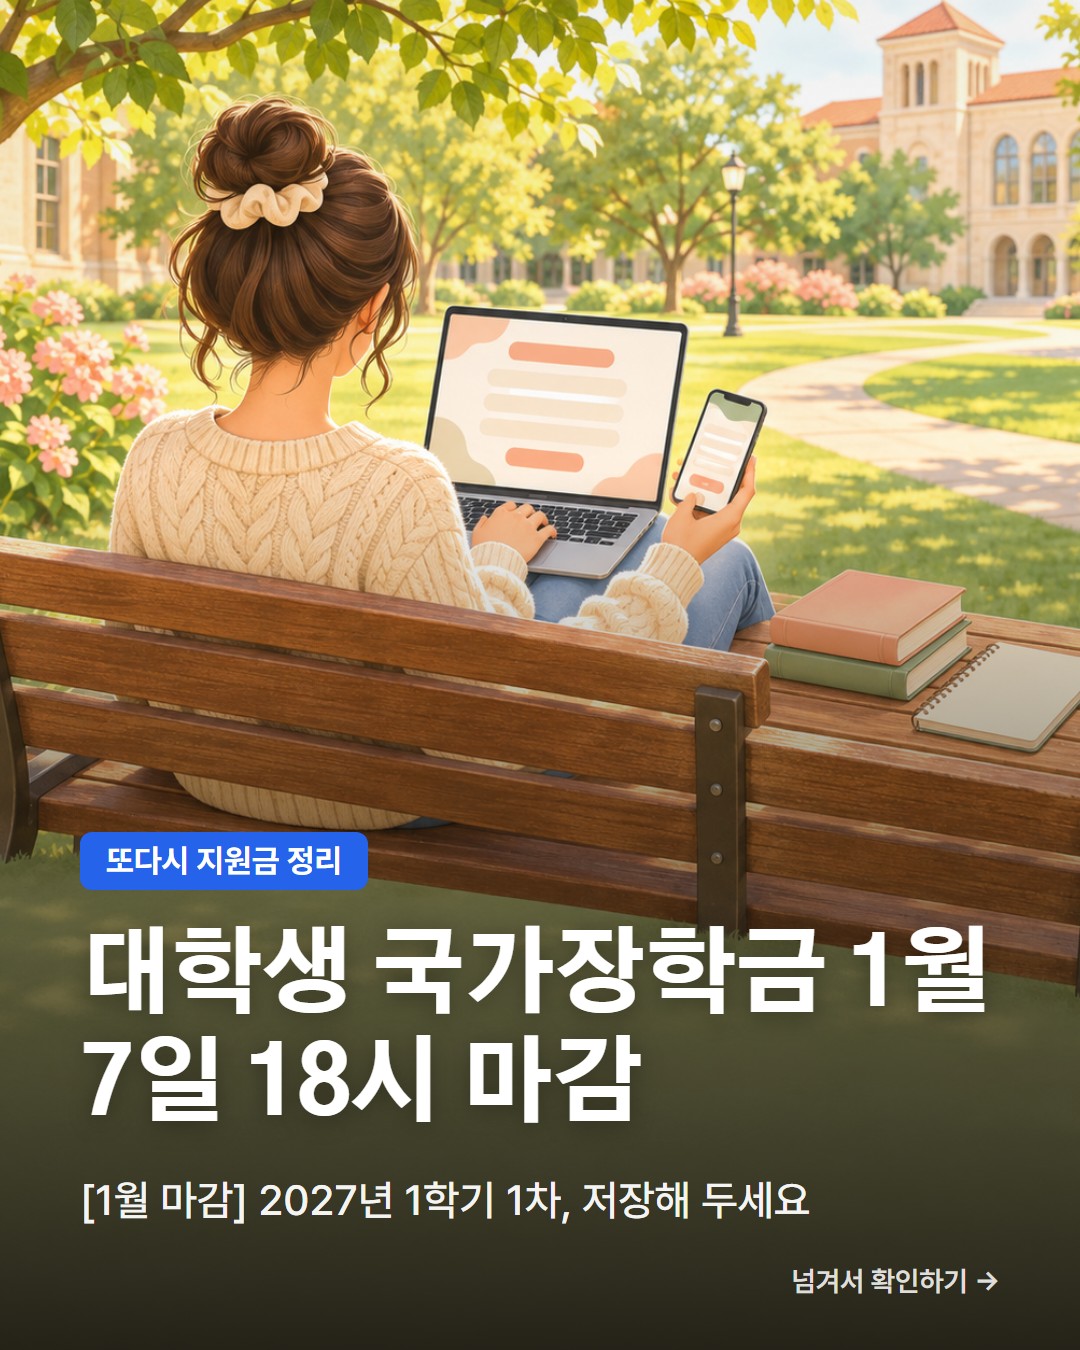 또다시 지원금 정리
대학생 국가장학금 1월
7일 18시 마감
[1월 마감] 2027년 1학기 1차, 저장해 두세요
넘겨서 확인하기 →